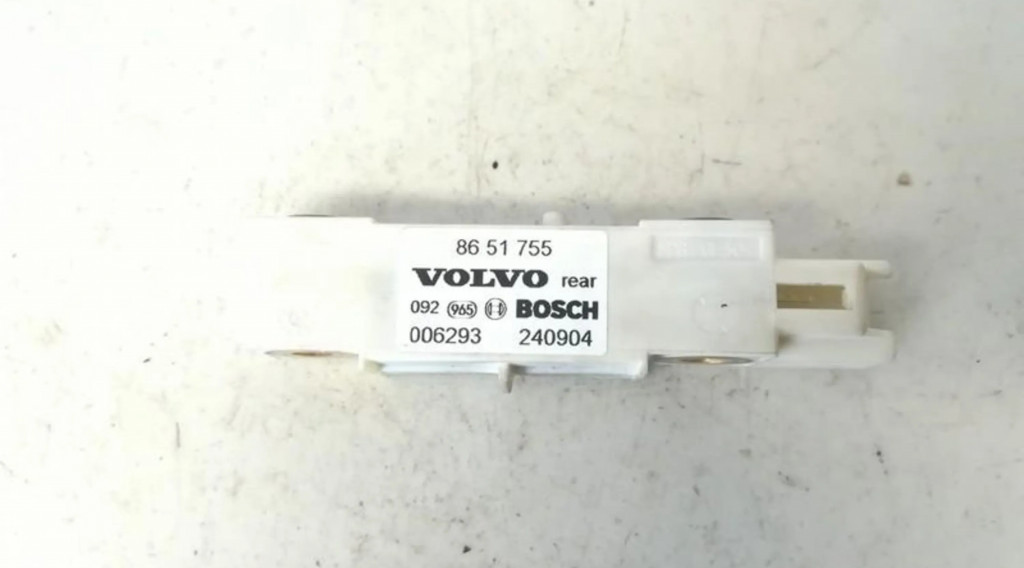 86 51 755
VOLVO rear
092 965 BOSCH
006293 240904